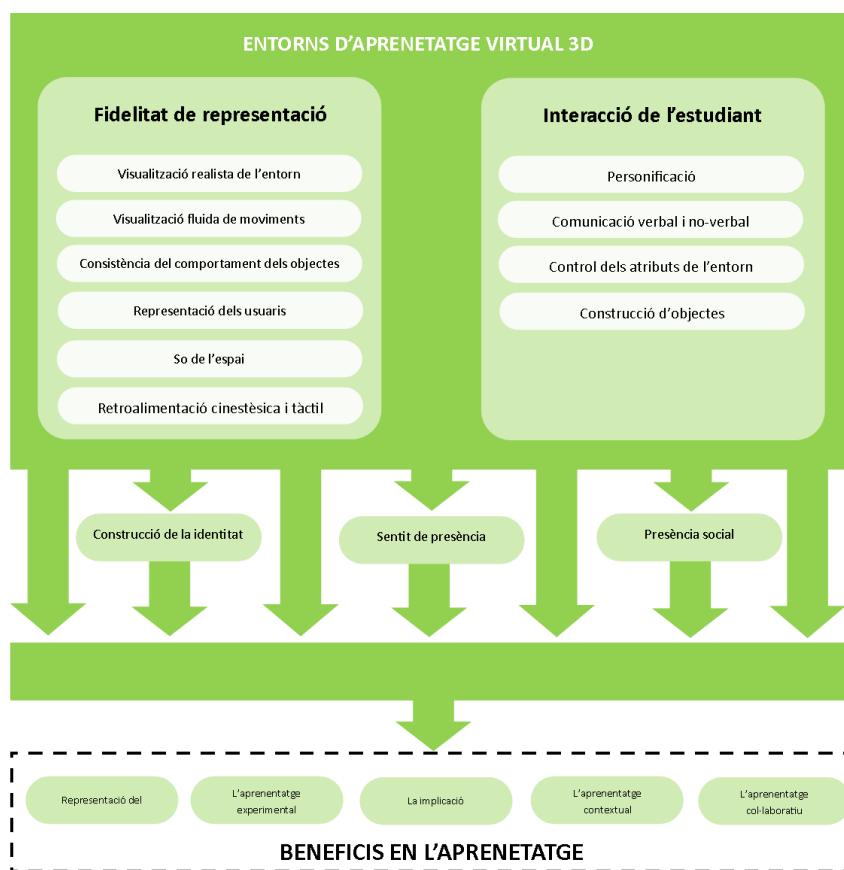 ENTORNS D'APRENETATGE VIRTUAL 3D
Fidelitat de representació
Visualització realista de l'entorn
Visualització fluida de moviments
Consistència del comportament dels objectes
Representació dels usuaris
So de l'espai
Retroalimentació cinestèsica i tàctil
Interacció de l'estudiant
Personificació
Comunicació verbal i no-verbal
Control dels atributs de l'entorn
Construcció d'objectes
Construcció de la identitat
Sentit de presència
Presència social
Representació del
L'aprenentatge
experimental
La implicació
L'aprenentatge
contextual
L'aprenentatge
col·laboratiu
BENEFICIS EN L'APRENETATGE